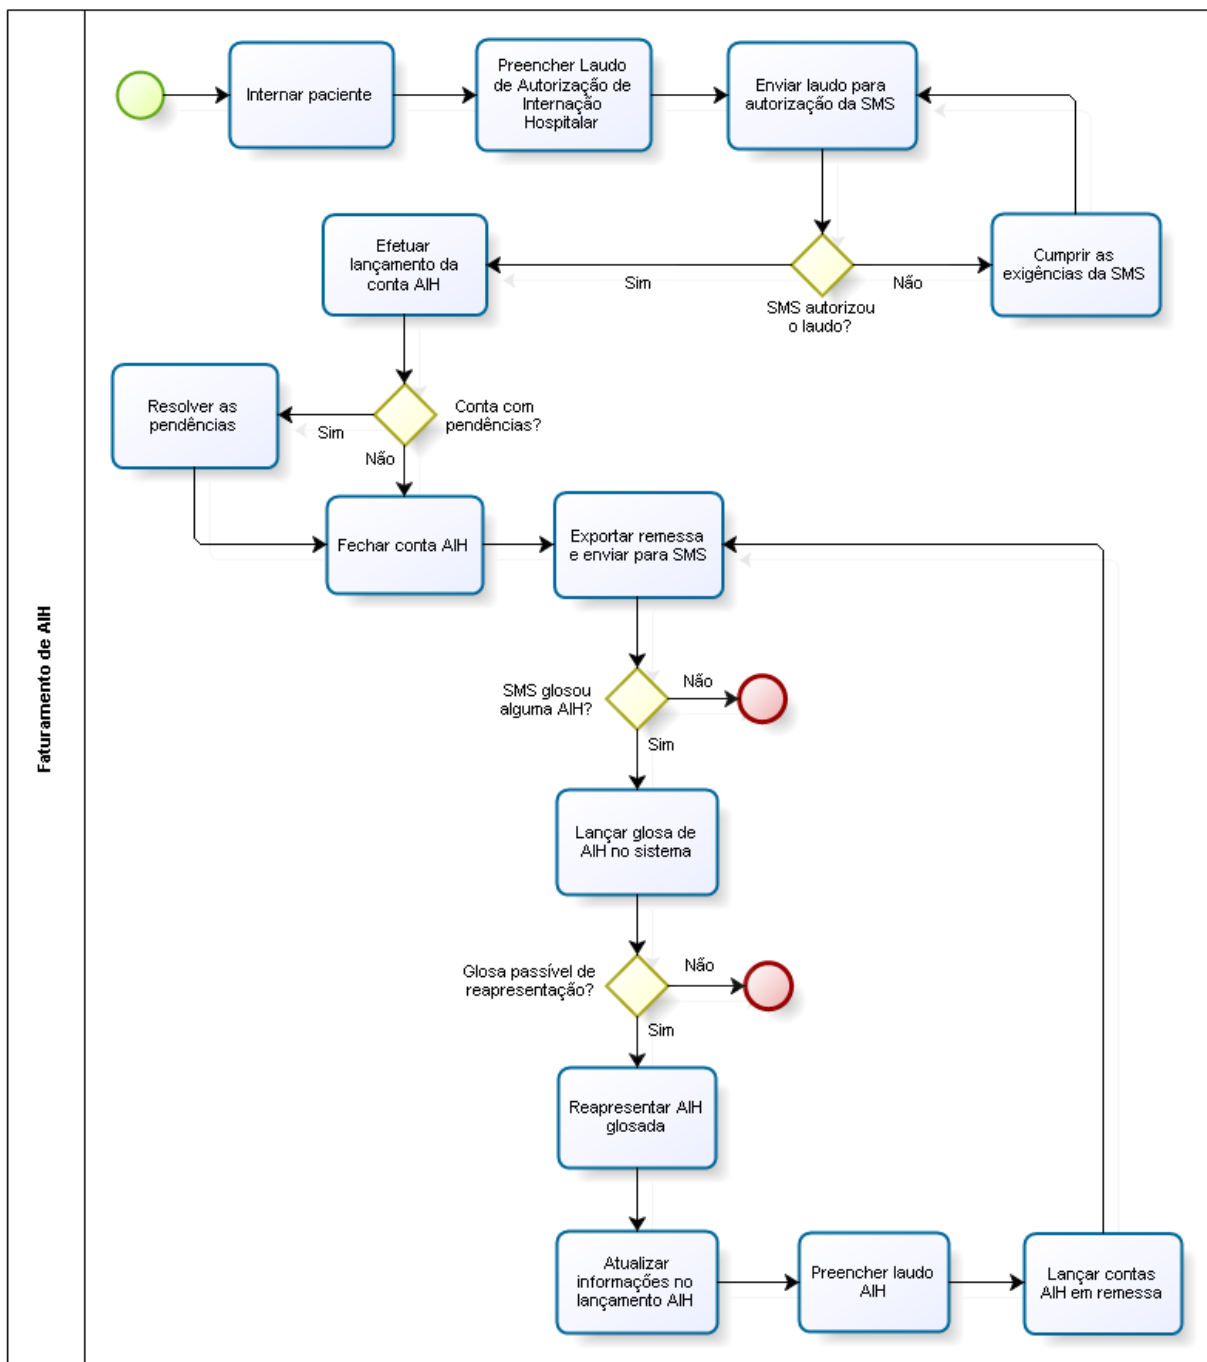 Faturamento de AIH
Internar paciente
Preencher Laudo
de Autorização de
Internação
Hospitalar
Enviar laudo para
autorização da SMS
Efetuar
lançamento da
conta AIH
Sim
SMS autorizou
o laudo?
Não
Cumprir as
exigências da SMS
Resolver as
pendências
Sim
Conta com
pendências?
Não
Fechar conta AIH
Exportar remessa
e enviar para SMS
SMS glosou
alguma AIH?
Não
Sim
Lançar glosa de
AIH no sistema
Glosa passível de
reapresentação?
Não
Sim
Reapresentar AIH
glosada
Atualizar
informações no
lançamento AIH
Preencher laudo
AIH
Lançar contas
AIH em remessa